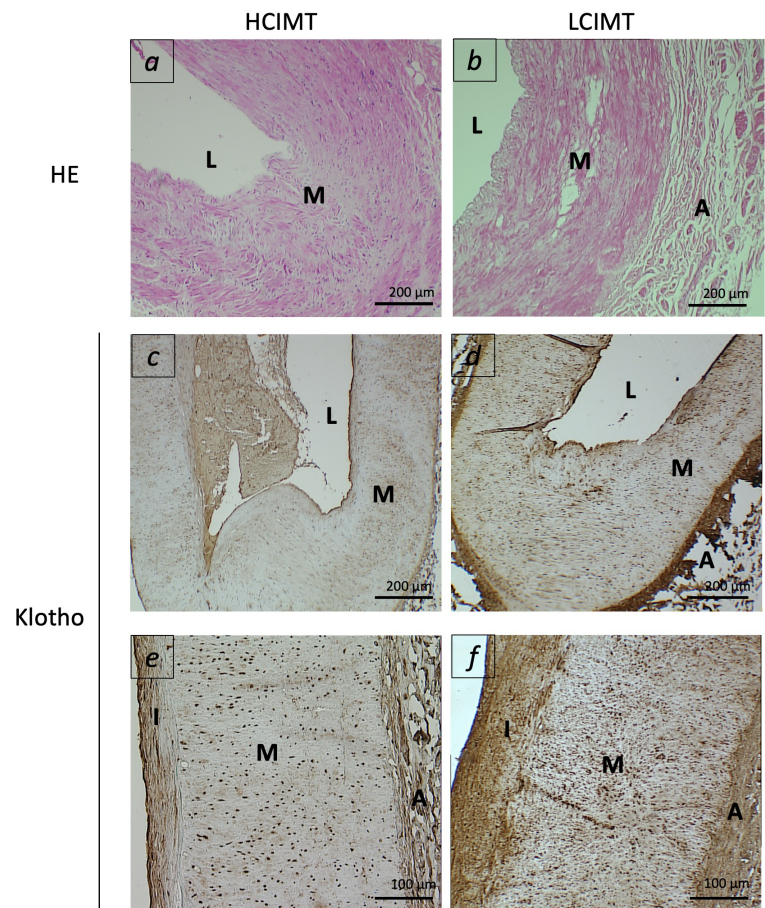 HCIMT LCIMT
HE
a b
L L
M M
A
200 µm 200 µm
Klotho
c d
L L
M M
A
200 µm 200 µm
e f
I I
M M
A A
100 µm 100 µm